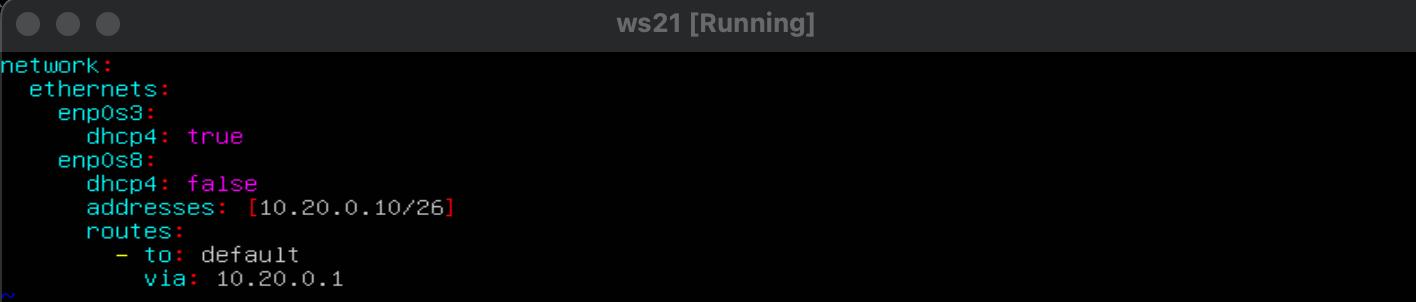 ws21 [Running]
network:
  ethernets:
    enp0s3:
      dhcp4: true
    enp0s8:
      dhcp4: false
      addresses: [10.20.0.10/26]
      routes:
        - to: default
          via: 10.20.0.1
~